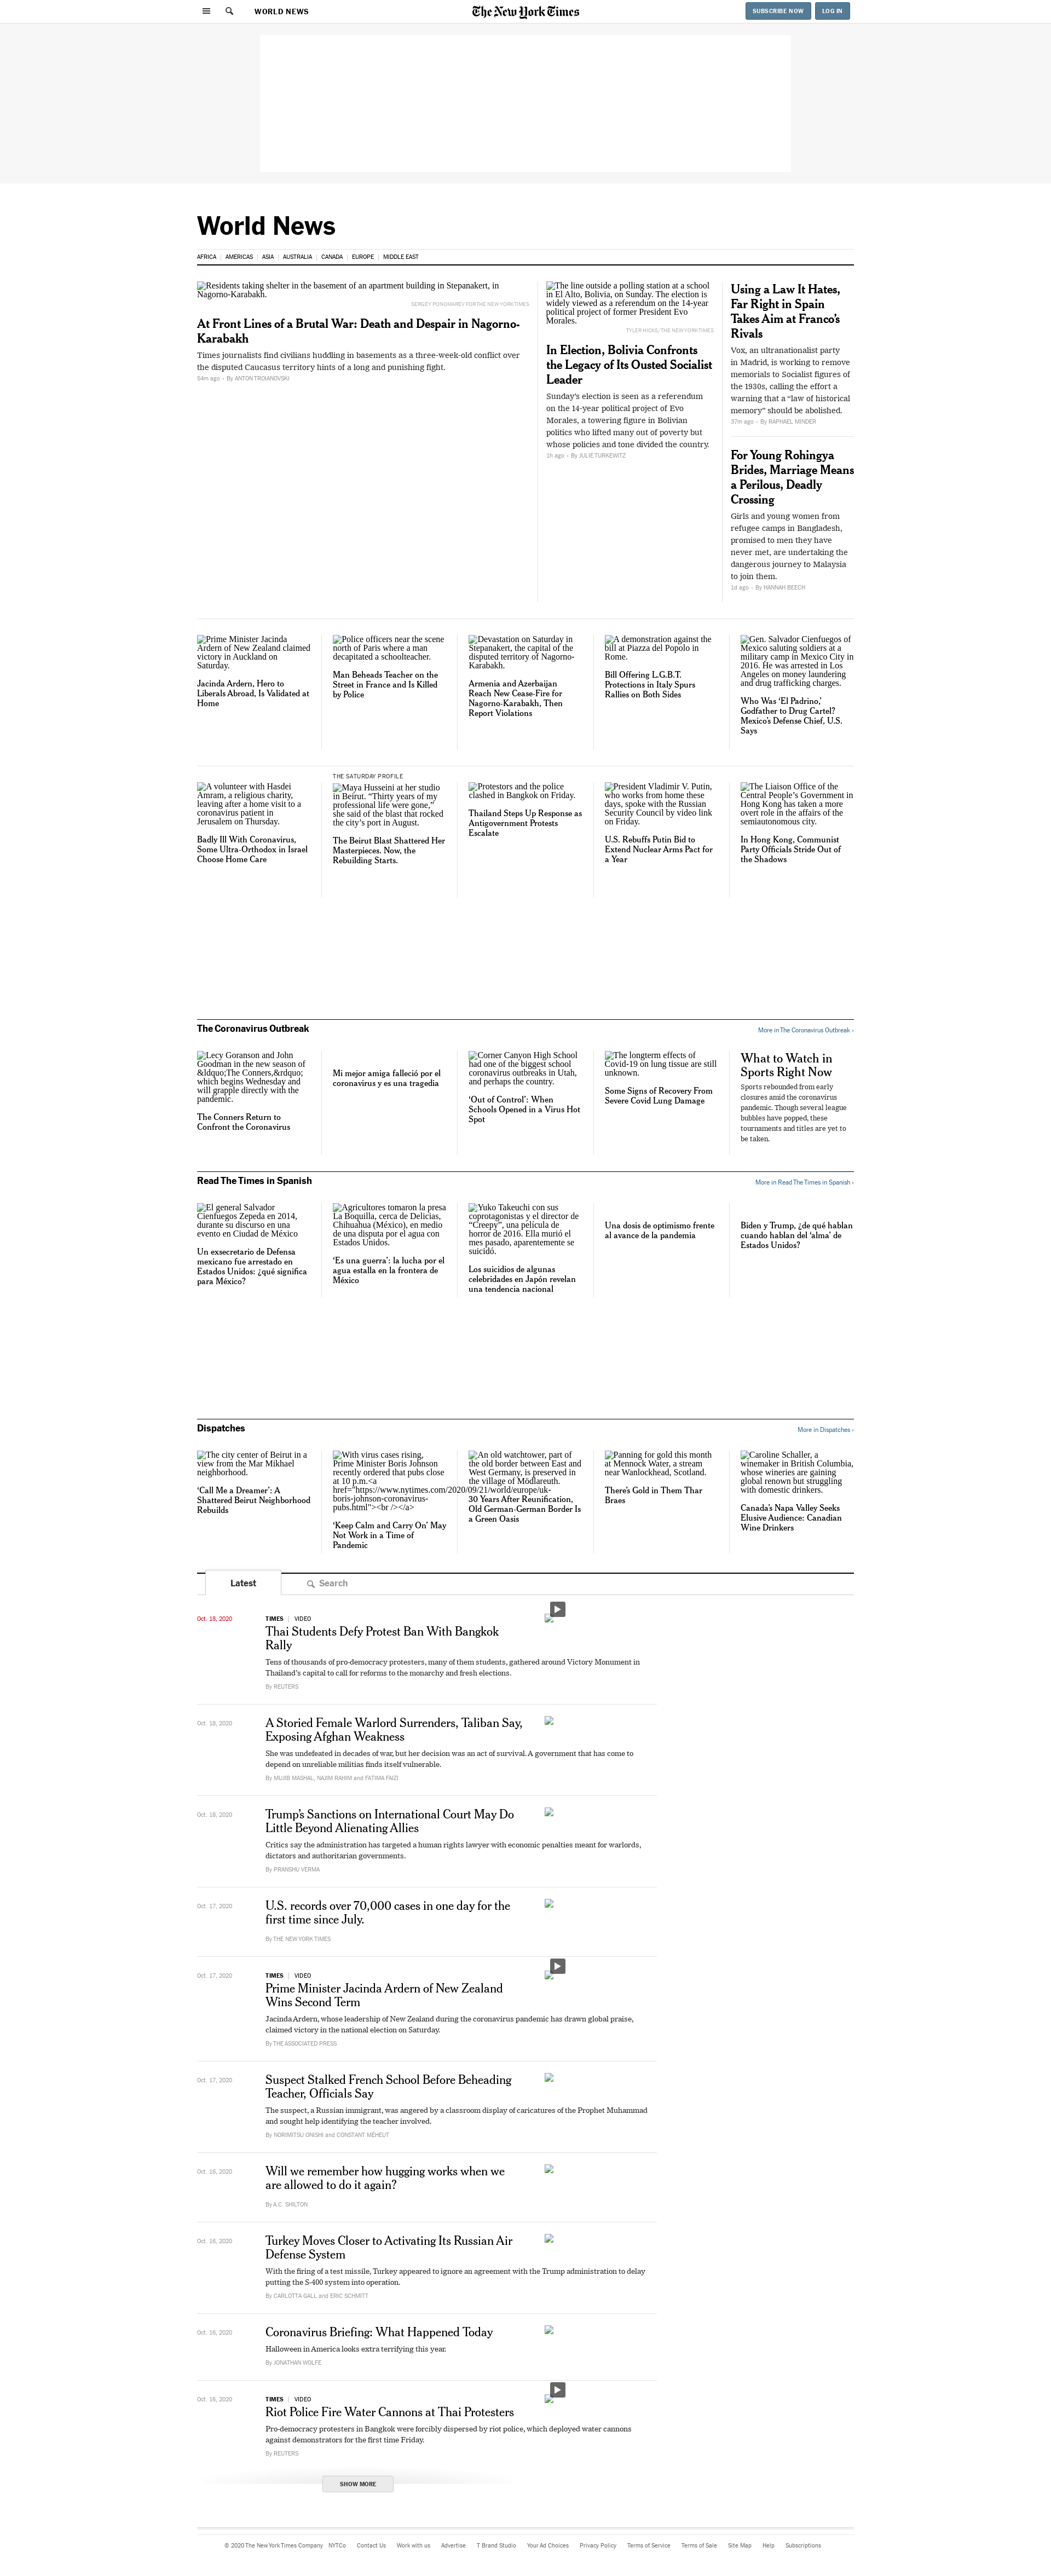 WORLD NEWS
The New York Times
SUBSCRIBE NOW
LOG IN
World News
AFRICA
AMERICAS
ASIA
AUSTRALIA
CANADA
EUROPE
MIDDLE EAST
Residents taking shelter in the basement of an apartment building in Stepanakert, in
Nagorno-Karabakh.
SERGEY PONOMAREV FOR THE NEW YORK TIMES
At Front Lines of a Brutal War: Death and Despair in Nagorno-
Karabakh
Times journalists find civilians huddling in basements as a three-week-old conflict over
the disputed Caucasus territory hints of a long and punishing fight.
54m ago • By ANTON TROIANOVSKI
The line outside a polling station at a school
in El Alto, Bolivia, on Sunday. The election is
widely viewed as a referendum on the 14-year
political project of former President Evo
Morales.
TYLER HICKS/THE NEW YORK TIMES
In Election, Bolivia Confronts
the Legacy of Its Ousted Socialist
Leader
Sunday's election is seen as a referendum
on the 14-year political project of Evo
Morales, a towering figure in Bolivian
politics who lifted many out of poverty but
whose policies and tone divided the country.
1h ago • By JULIE TURKEWITZ
Using a Law It Hates,
Far Right in Spain
Takes Aim at Franco's
Rivals
Vox, an ultranationalist party
in Madrid, is working to remove
memorials to Socialist figures of
the 1930s, calling the effort a
warning that a "law of historical
memory" should be abolished.
37m ago • By RAPHAEL MINDER
For Young Rohingya
Brides, Marriage Means
a Perilous, Deadly
Crossing
Girls and young women from
refugee camps in Bangladesh,
promised to men they have
never met, are undertaking the
dangerous journey to Malaysia
to join them.
1d ago • By HANNAH BEECH
Prime Minister Jacinda
Ardern of New Zealand claimed
victory in Auckland on
Saturday.
Jacinda Ardern, Hero to
Liberals Abroad, Is Validated at
Home
Police officers near the scene
north of Paris where a man
decapitated a schoolteacher.
Man Beheads Teacher on the
Street in France and Is Killed
by Police
Devastation on Saturday in
Stepanakert, the capital of the
disputed territory of Nagorno-
Karabakh.
Armenia and Azerbaijan
Reach New Cease-Fire for
Nagorno-Karabakh, Then
Report Violations
A demonstration against the
bill at Piazza del Popolo in
Rome.
Bill Offering L.G.B.T.
Protections in Italy Spurs
Rallies on Both Sides
Gen. Salvador Cienfuegos of
Mexico saluting soldiers at a
military camp in Mexico City in
2016. He was arrested in Los
Angeles on money laundering
and drug trafficking charges.
Who Was 'El Padrino,'
Godfather to Drug Cartel?
Mexico's Defense Chief, U.S.
Says
A volunteer with Hasdei
Amram, a religious charity,
leaving after a home visit to a
coronavirus patient in
Jerusalem on Thursday.
Badly Ill With Coronavirus,
Some Ultra-Orthodox in Israel
Choose Home Care
THE SATURDAY PROFILE
Maya Husseini at her studio
in Beirut. "Thirty years of my
professional life were gone,"
she said of the blast that rocked
the city's port in August.
The Beirut Blast Shattered Her
Masterpieces. Now, the
Rebuilding Starts.
Protestors and the police
clashed in Bangkok on Friday.
Thailand Steps Up Response as
Antigovernment Protests
Escalate
President Vladimir V. Putin,
who works from home these
days, spoke with the Russian
Security Council by video link
on Friday.
U.S. Rebuffs Putin Bid to
Extend Nuclear Arms Pact for
a Year
The Liaison Office of the
Central People's Government in
Hong Kong has taken a more
overt role in the affairs of the
semiautonomous city.
In Hong Kong, Communist
Party Officials Stride Out of
the Shadows
The Coronavirus Outbreak
More in The Coronavirus Outbreak ›
Lecy Goranson and John
Goodman in the new season of
&ldquo;The Conners,&rdquo;
which begins Wednesday and
will grapple directly with the
pandemic.
The Conners Return to
Confront the Coronavirus
Mi mejor amiga falleció por el
coronavirus y es una tragedia
Corner Canyon High School
had one of the biggest school
coronavirus outbreaks in Utah,
and perhaps the country.
'Out of Control': When
Schools Opened in a Virus Hot
Spot
The longterm effects of
Covid-19 on lung tissue are still
unknown.
Some Signs of Recovery From
Severe Covid Lung Damage
What to Watch in
Sports Right Now
Sports rebounded from early
closures amid the coronavirus
pandemic. Though several league
bubbles have popped, these
tournaments and titles are yet to
be taken.
Read The Times in Spanish
More in Read The Times in Spanish ›
El general Salvador
Cienfuegos Zepeda en 2014,
durante su discurso en una
evento en Ciudad de México
Un exsecretario de Defensa
mexicano fue arrestado en
Estados Unidos: ¿qué significa
para México?
Agricultores tomaron la presa
La Boquilla, cerca de Delicias,
Chihuahua (México), en medio
de una disputa por el agua con
Estados Unidos.
'Es una guerra': la lucha por el
agua estalla en la frontera de
México
Yuko Takeuchi con sus
coprotagonistas y el director de
"Creepy", una película de
horror de 2016. Ella murió el
mes pasado, aparentemente se
suicidó.
Los suicidios de algunas
celebridades en Japón revelan
una tendencia nacional
Una dosis de optimismo frente
al avance de la pandemia
Biden y Trump, ¿de qué hablan
cuando hablan del 'alma' de
Estados Unidos?
Dispatches
More in Dispatches ›
The city center of Beirut in a
view from the Mar Mikhael
neighborhood.
'Call Me a Dreamer': A
Shattered Beirut Neighborhood
Rebuilds
With virus cases rising,
Prime Minister Boris Johnson
recently ordered that pubs close
at 10 p.m.<a
href="https://www.nytimes.com/2020/09/21/world/europe/uk-
boris-johnson-coronavirus-
pubs.html"><br /></a>
'Keep Calm and Carry On' May
Not Work in a Time of
Pandemic
An old watchtower, part of
the old border between East and
West Germany, is preserved in
the village of Mödlareuth.
30 Years After Reunification,
Old German-German Border Is
a Green Oasis
Panning for gold this month
at Mennock Water, a stream
near Wanlockhead, Scotland.
There's Gold in Them Thar
Braes
Caroline Schaller, a
winemaker in British Columbia,
whose wineries are gaining
global renown but struggling
with domestic drinkers.
Canada's Napa Valley Seeks
Elusive Audience: Canadian
Wine Drinkers
Latest
Search
Oct. 18, 2020
TIMES | VIDEO
Thai Students Defy Protest Ban With Bangkok
Rally
Tens of thousands of pro-democracy protesters, many of them students, gathered around Victory Monument in
Thailand's capital to call for reforms to the monarchy and fresh elections.
By REUTERS
Oct. 18, 2020
A Storied Female Warlord Surrenders, Taliban Say,
Exposing Afghan Weakness
She was undefeated in decades of war, but her decision was an act of survival. A government that has come to
depend on unreliable militias finds itself vulnerable.
By MUJIB MASHAL, NAJIM RAHIM and FATIMA FAIZI
Oct. 18, 2020
Trump's Sanctions on International Court May Do
Little Beyond Alienating Allies
Critics say the administration has targeted a human rights lawyer with economic penalties meant for warlords,
dictators and authoritarian governments.
By PRANSHU VERMA
Oct. 17, 2020
U.S. records over 70,000 cases in one day for the
first time since July.
By THE NEW YORK TIMES
Oct. 17, 2020
TIMES | VIDEO
Prime Minister Jacinda Ardern of New Zealand
Wins Second Term
Jacinda Ardern, whose leadership of New Zealand during the coronavirus pandemic has drawn global praise,
claimed victory in the national election on Saturday.
By THE ASSOCIATED PRESS
Oct. 17, 2020
Suspect Stalked French School Before Beheading
Teacher, Officials Say
The suspect, a Russian immigrant, was angered by a classroom display of caricatures of the Prophet Muhammad
and sought help identifying the teacher involved.
By NORIMITSU ONISHI and CONSTANT MÉHEUT
Oct. 16, 2020
Will we remember how hugging works when we
are allowed to do it again?
By A.C. SHILTON
Oct. 16, 2020
Turkey Moves Closer to Activating Its Russian Air
Defense System
With the firing of a test missile, Turkey appeared to ignore an agreement with the Trump administration to delay
putting the S-400 system into operation.
By CARLOTTA GALL and ERIC SCHMITT
Oct. 16, 2020
Coronavirus Briefing: What Happened Today
Halloween in America looks extra terrifying this year.
By JONATHAN WOLFE
Oct. 16, 2020
TIMES | VIDEO
Riot Police Fire Water Cannons at Thai Protesters
Pro-democracy protesters in Bangkok were forcibly dispersed by riot police, which deployed water cannons
against demonstrators for the first time Friday.
By REUTERS
SHOW MORE
© 2020 The New York Times Company
NYTCo
Contact Us
Work with us
Advertise
T Brand Studio
Your Ad Choices
Privacy Policy
Terms of Service
Terms of Sale
Site Map
Help
Subscriptions